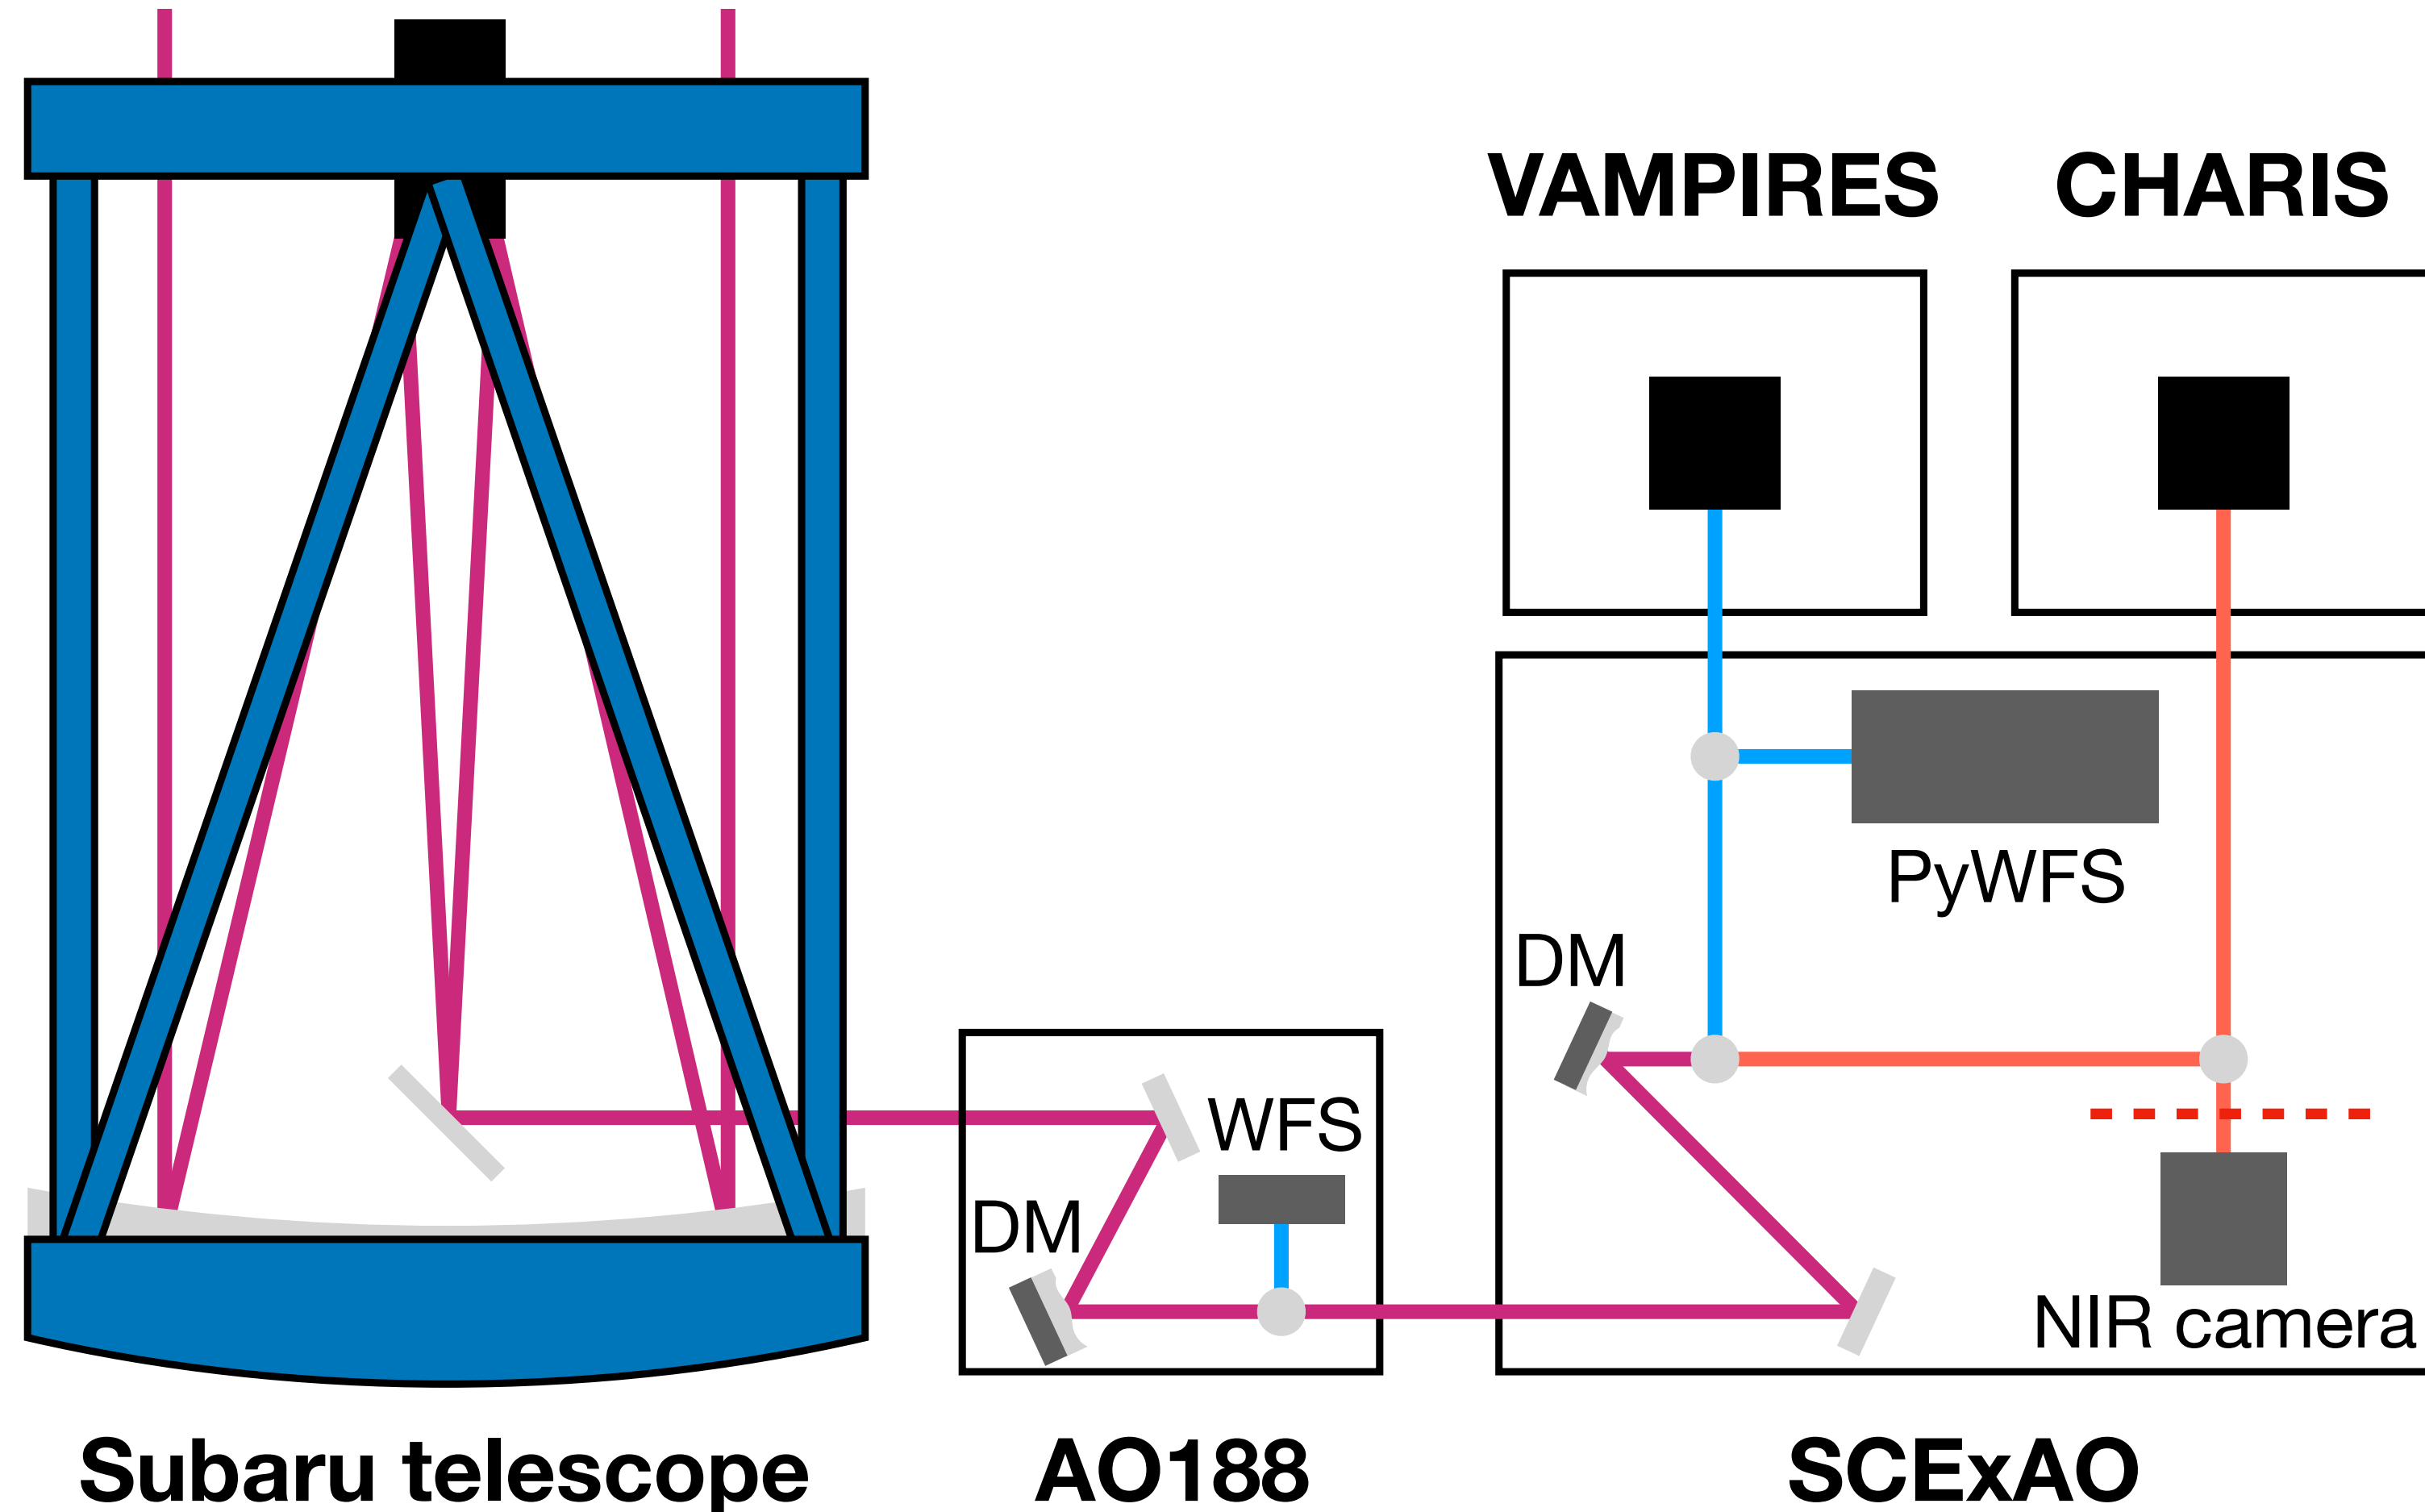 VAMPIRES
CHARIS
PyWFS
DM
WFS
DM
NIR camera
Subaru telescope
AO188
SCExAO